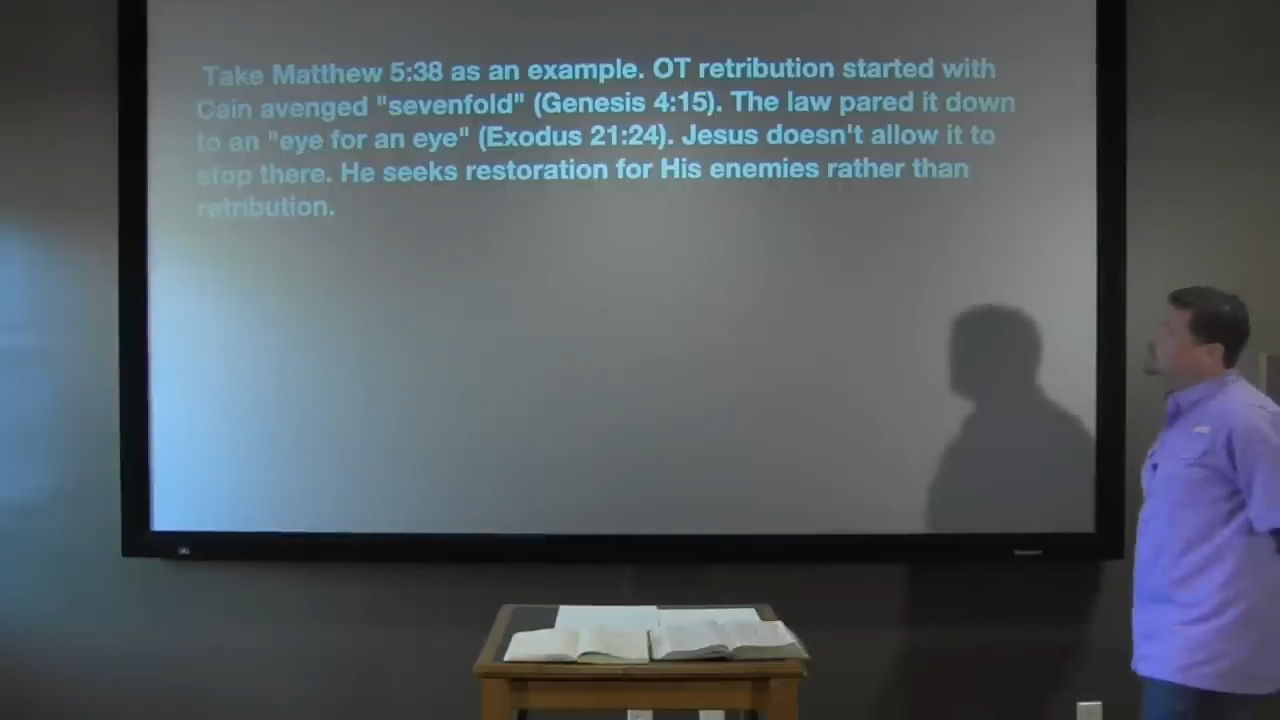 Take Matthew 5:38 as an example. OT retribution started with
Cain avenged "sevenfold" (Genesis 4:15). The law pared it down
to an "eye for an eye" (Exodus 21:24). Jesus doesn't allow it to
stop there. He seeks restoration for His enemies rather than
retribution.